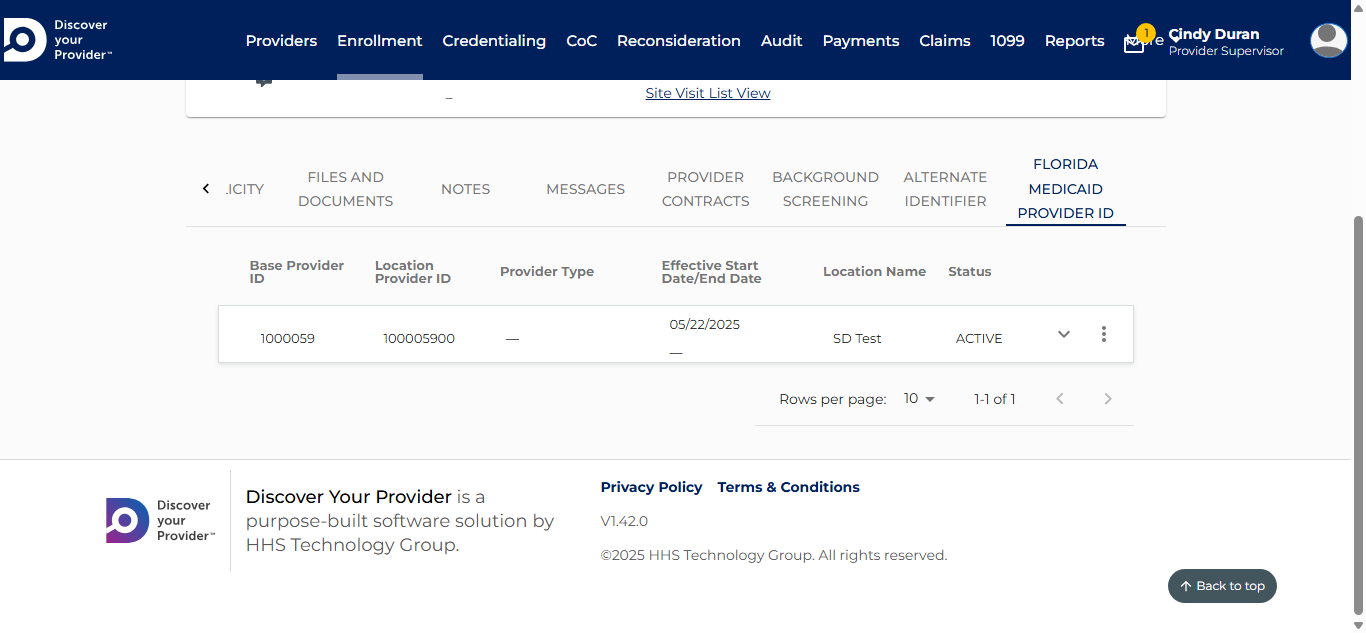 Discover
your
Provider™
Providers Enrollment Credentialing CoC Reconsideration Audit Payments Claims 1099 Reports More
1
Cindy Duran
Provider Supervisor
_
Site Visit List View
.ICITY
FILES AND
DOCUMENTS
NOTES
MESSAGES
PROVIDER
CONTRACTS
BACKGROUND
SCREENING
ALTERNATE
IDENTIFIER
FLORIDA
MEDICAID
PROVIDER ID
Base Provider
ID
Location
Provider ID
Provider Type
Effective Start
Date/End Date
Location Name
Status
1000059
100005900
—
05/22/2025
—
SD Test
ACTIVE
Rows per page: 10 1-1 of 1
Discover
your
Provider™
Discover Your Provider is a
purpose-built software solution by
HHS Technology Group.
Privacy Policy Terms & Conditions
V1.42.0
©2025 HHS Technology Group. All rights reserved.
Back to top